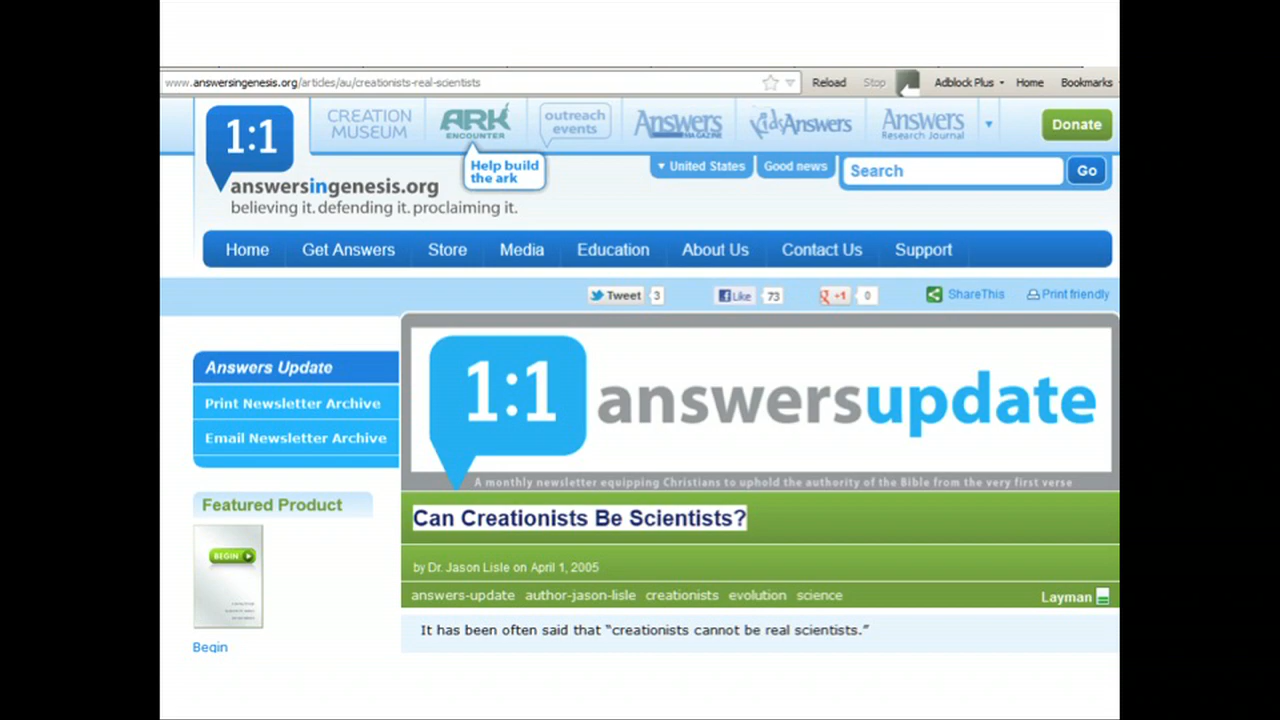 www.answersingenesis.org/articles/au/creationists-real-scientists
Reload Stop Adblock Plus Home Bookmarks
1:1
CREATION
MUSEUM
ARK
ENCOUNTER
outreach
events
Answers
MAGAZINE
KidsAnswers
Answers
Research Journal
Donate
Help build
the ark
United States
Good news
Search
Go
answersingenesis.org
believing it. defending it. proclaiming it.
Home Get Answers Store Media Education About Us Contact Us Support
Tweet 3 Like 73 +1 0 ShareThis Print friendly
Answers Update
Print Newsletter Archive
Email Newsletter Archive
1:1 answersupdate
A monthly newsletter equipping Christians to uphold the authority of the Bible from the very first verse
Featured Product
BEGIN
Begin
Can Creationists Be Scientists?
by Dr. Jason Lisle on April 1, 2005
answers-update author-jason-lisle creationists evolution science
Layman
It has been often said that “creationists cannot be real scientists.”